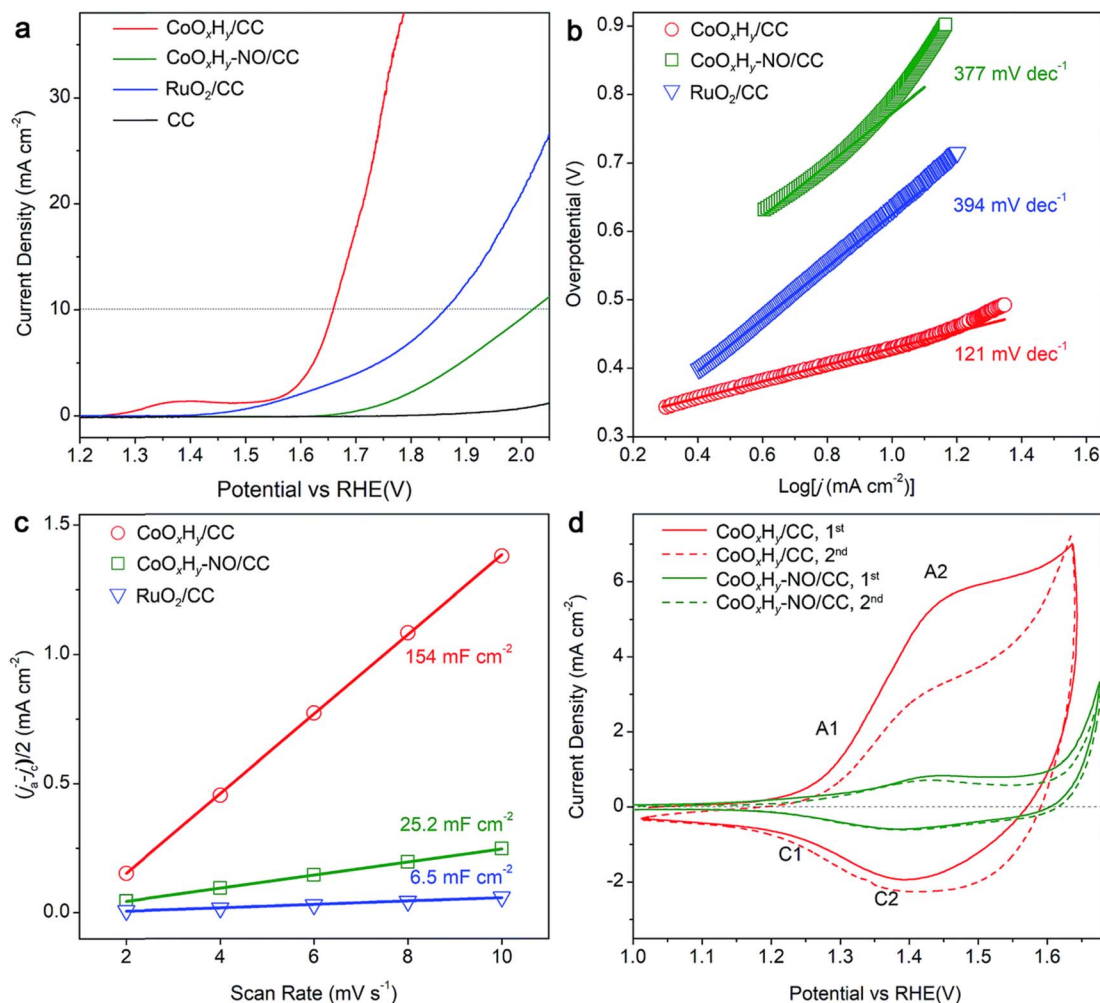 a
CoOxHy/CC
CoOxHy-NO/CC
RuO2/CC
CC
30
20
10
0
Current Density (mA cm-2)
1.2 1.3 1.4 1.5 1.6 1.7 1.8 1.9 2.0
Potential vs RHE(V)
b
CoOxHy/CC
CoOxHy-NO/CC
RuO2/CC
377 mV dec-1
394 mV dec-1
121 mV dec-1
0.9
0.8
0.7
0.6
0.5
0.4
0.3
Overpotential (V)
0.2 0.4 0.6 0.8 1.0 1.2 1.4 1.6
Log[j (mA cm-2)]
c
CoOxHy/CC
CoOxHy-NO/CC
RuO2/CC
154 mF cm-2
25.2 mF cm-2
6.5 mF cm-2
1.5
1.0
0.5
0.0
(ja-jc)/2 (mA cm-2)
2 4 6 8 10
Scan Rate (mV s-1)
d
CoOxHy/CC, 1st
CoOxHy/CC, 2nd
CoOxHy-NO/CC, 1st
CoOxHy-NO/CC, 2nd
A2
A1
C1
C2
6
4
2
0
-2
Current Density (mA cm-2)
1.0 1.1 1.2 1.3 1.4 1.5 1.6
Potential vs RHE(V)